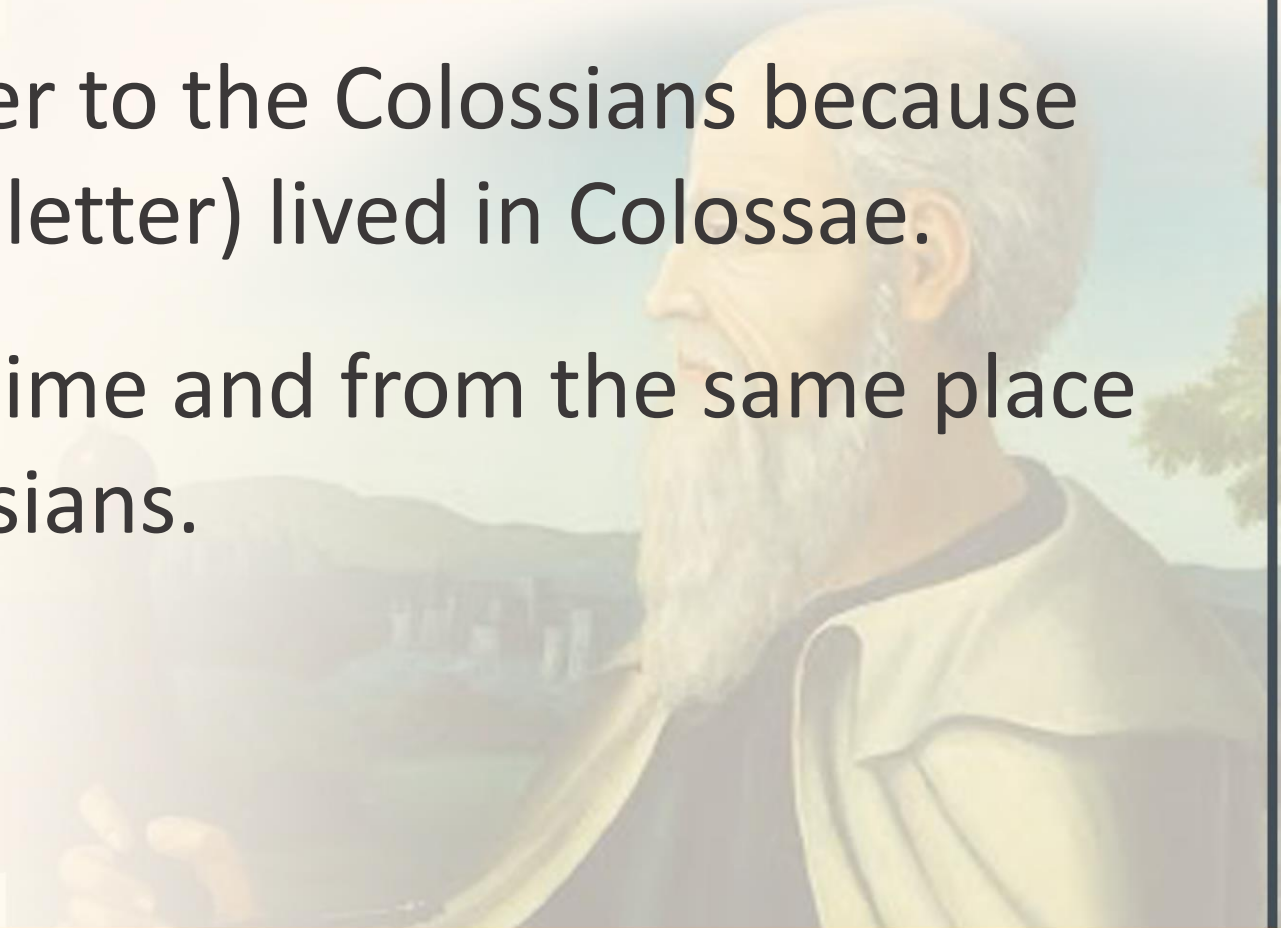 er to the Colossians because
letter) lived in Colossae.
ime and from the same place
sians.